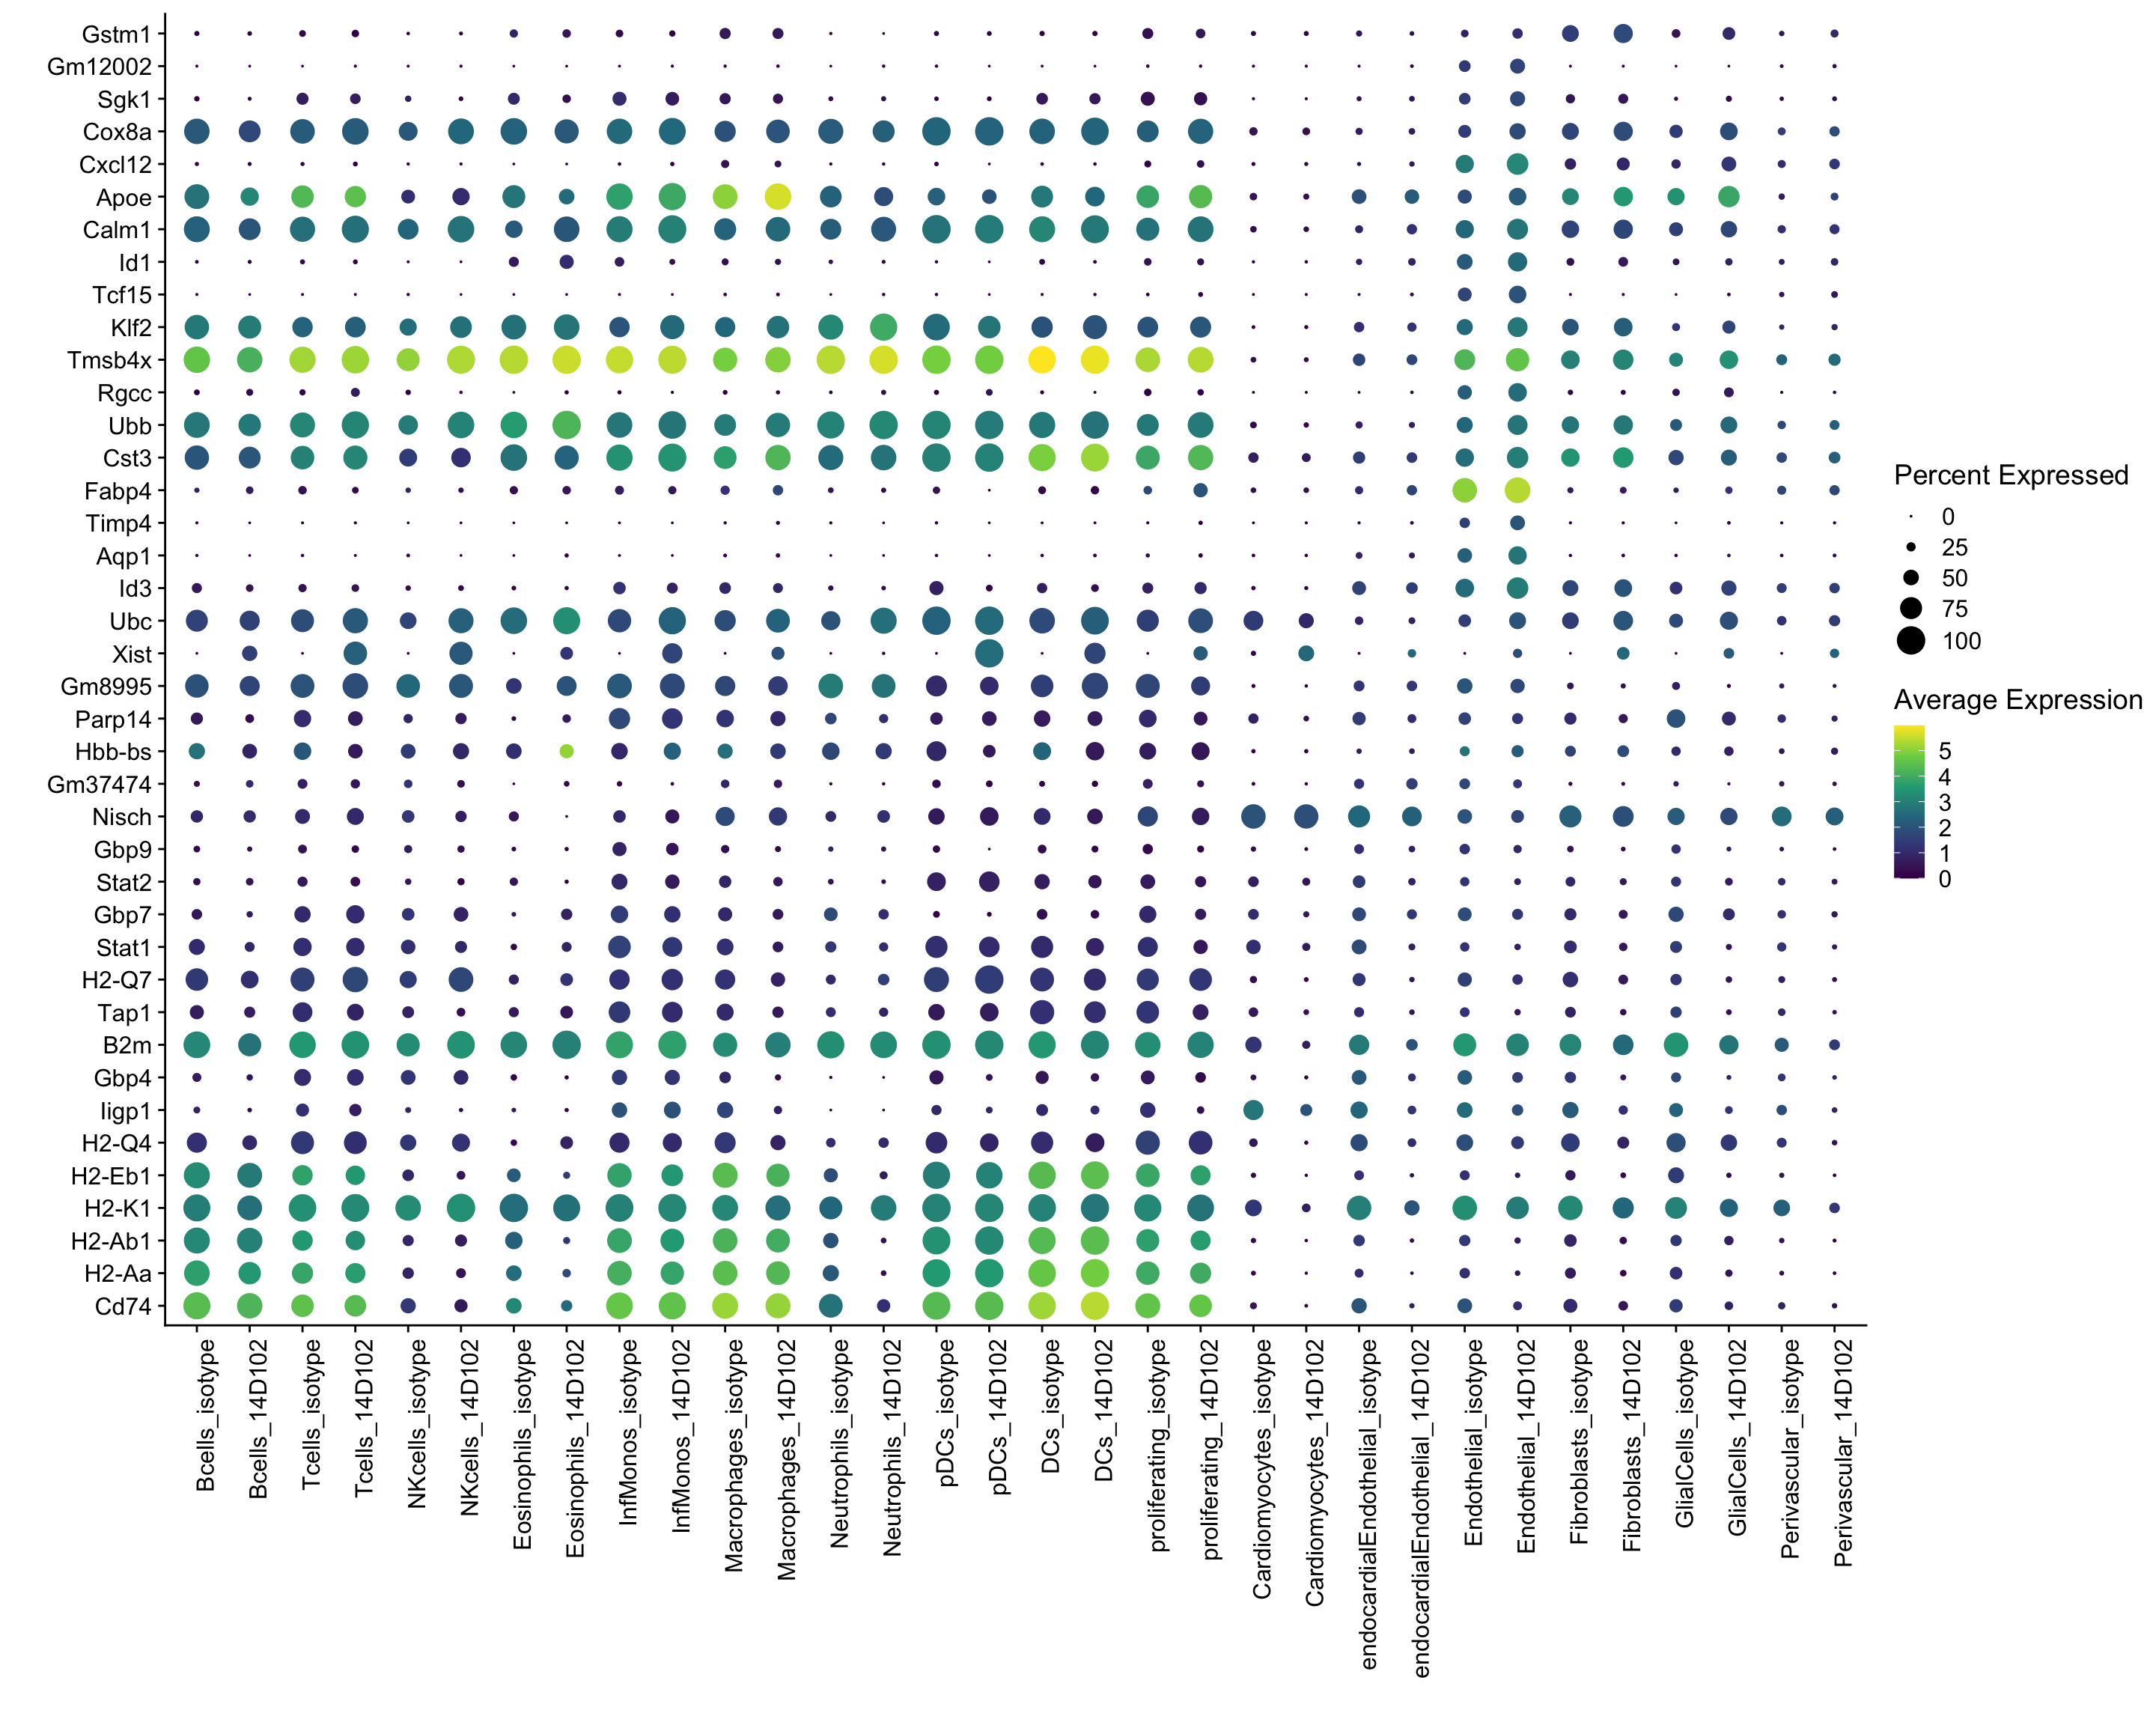 Gstm1
Gm12002
Sgk1
Cox8a
Cxcl12
Apoe
Calm1
Id1
Tcf15
Klf2
Tmsb4x
Rgcc
Ubb
Cst3
Fabp4
Timp4
Aqp1
Id3
Ubc
Xist
Gm8995
Parp14
Hbb-bs
Gm37474
Nisch
Gbp9
Stat2
Gbp7
Stat1
H2-Q7
Tap1
B2m
Gbp4
Iigp1
H2-Q4
H2-Eb1
H2-K1
H2-Ab1
H2-Aa
Cd74
Bcells_isotype
Bcells_14D102
Tcells_isotype
Tcells_14D102
NKcells_isotype
NKcells_14D102
Eosinophils_isotype
Eosinophils_14D102
InfMonos_isotype
InfMonos_14D102
Macrophages_isotype
Macrophages_14D102
Neutrophils_isotype
Neutrophils_14D102
pDCs_isotype
pDCs_14D102
DCs_isotype
DCs_14D102
proliferating_isotype
proliferating_14D102
Cardiomyocytes_isotype
Cardiomyocytes_14D102
endocardialEndothelial_isotype
endocardialEndothelial_14D102
Endothelial_isotype
Endothelial_14D102
Fibroblasts_isotype
Fibroblasts_14D102
GlialCells_isotype
GlialCells_14D102
Perivascular_isotype
Perivascular_14D102
Percent Expressed
0
25
50
75
100
Average Expression
5
4
3
2
1
0